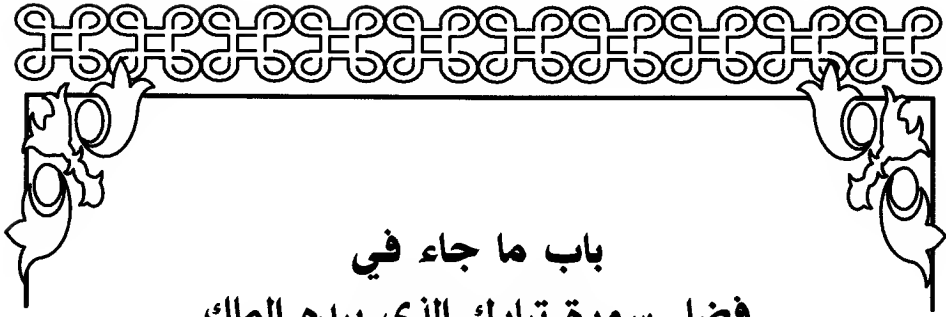 باب ما جاء في
فضل سورة تبارك الذي بيده الملك